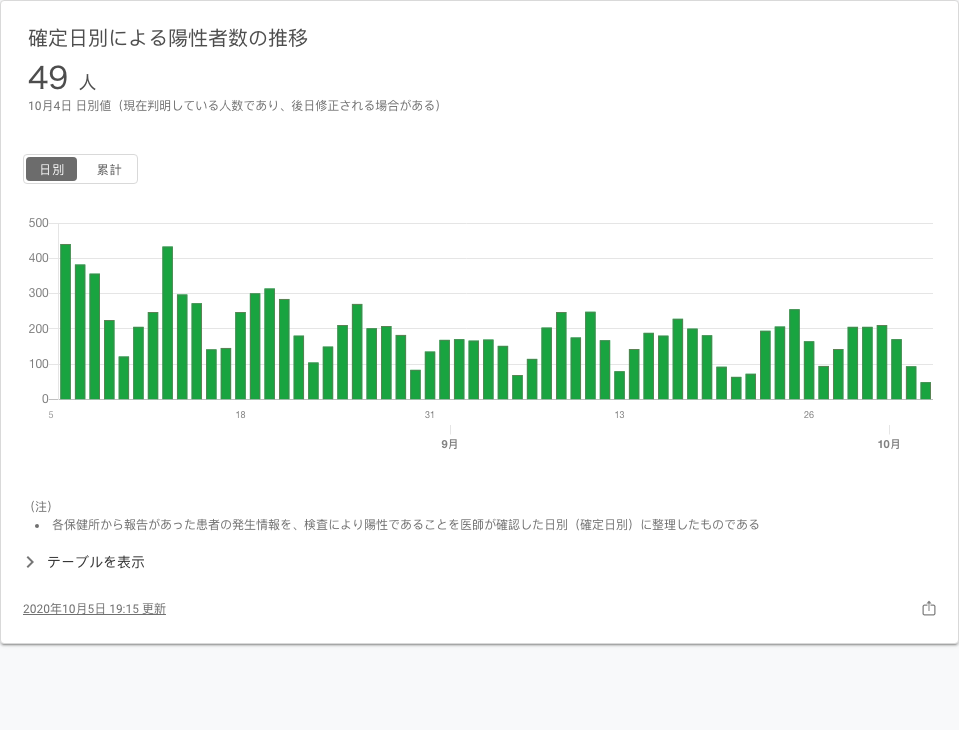 確定日別による陽性者数の推移
49 人
10月4日 日別値（現在判明している人数であり、後日修正される場合がある）
日別 累計
500
400
300
200
100
0
5 18 31 13 26
9月 10月
（注）
• 各保健所から報告があった患者の発生情報を、検査により陽性であることを医師が確認した日別（確定日別）に整理したものである
テーブルを表示
2020年10月5日 19:15 更新